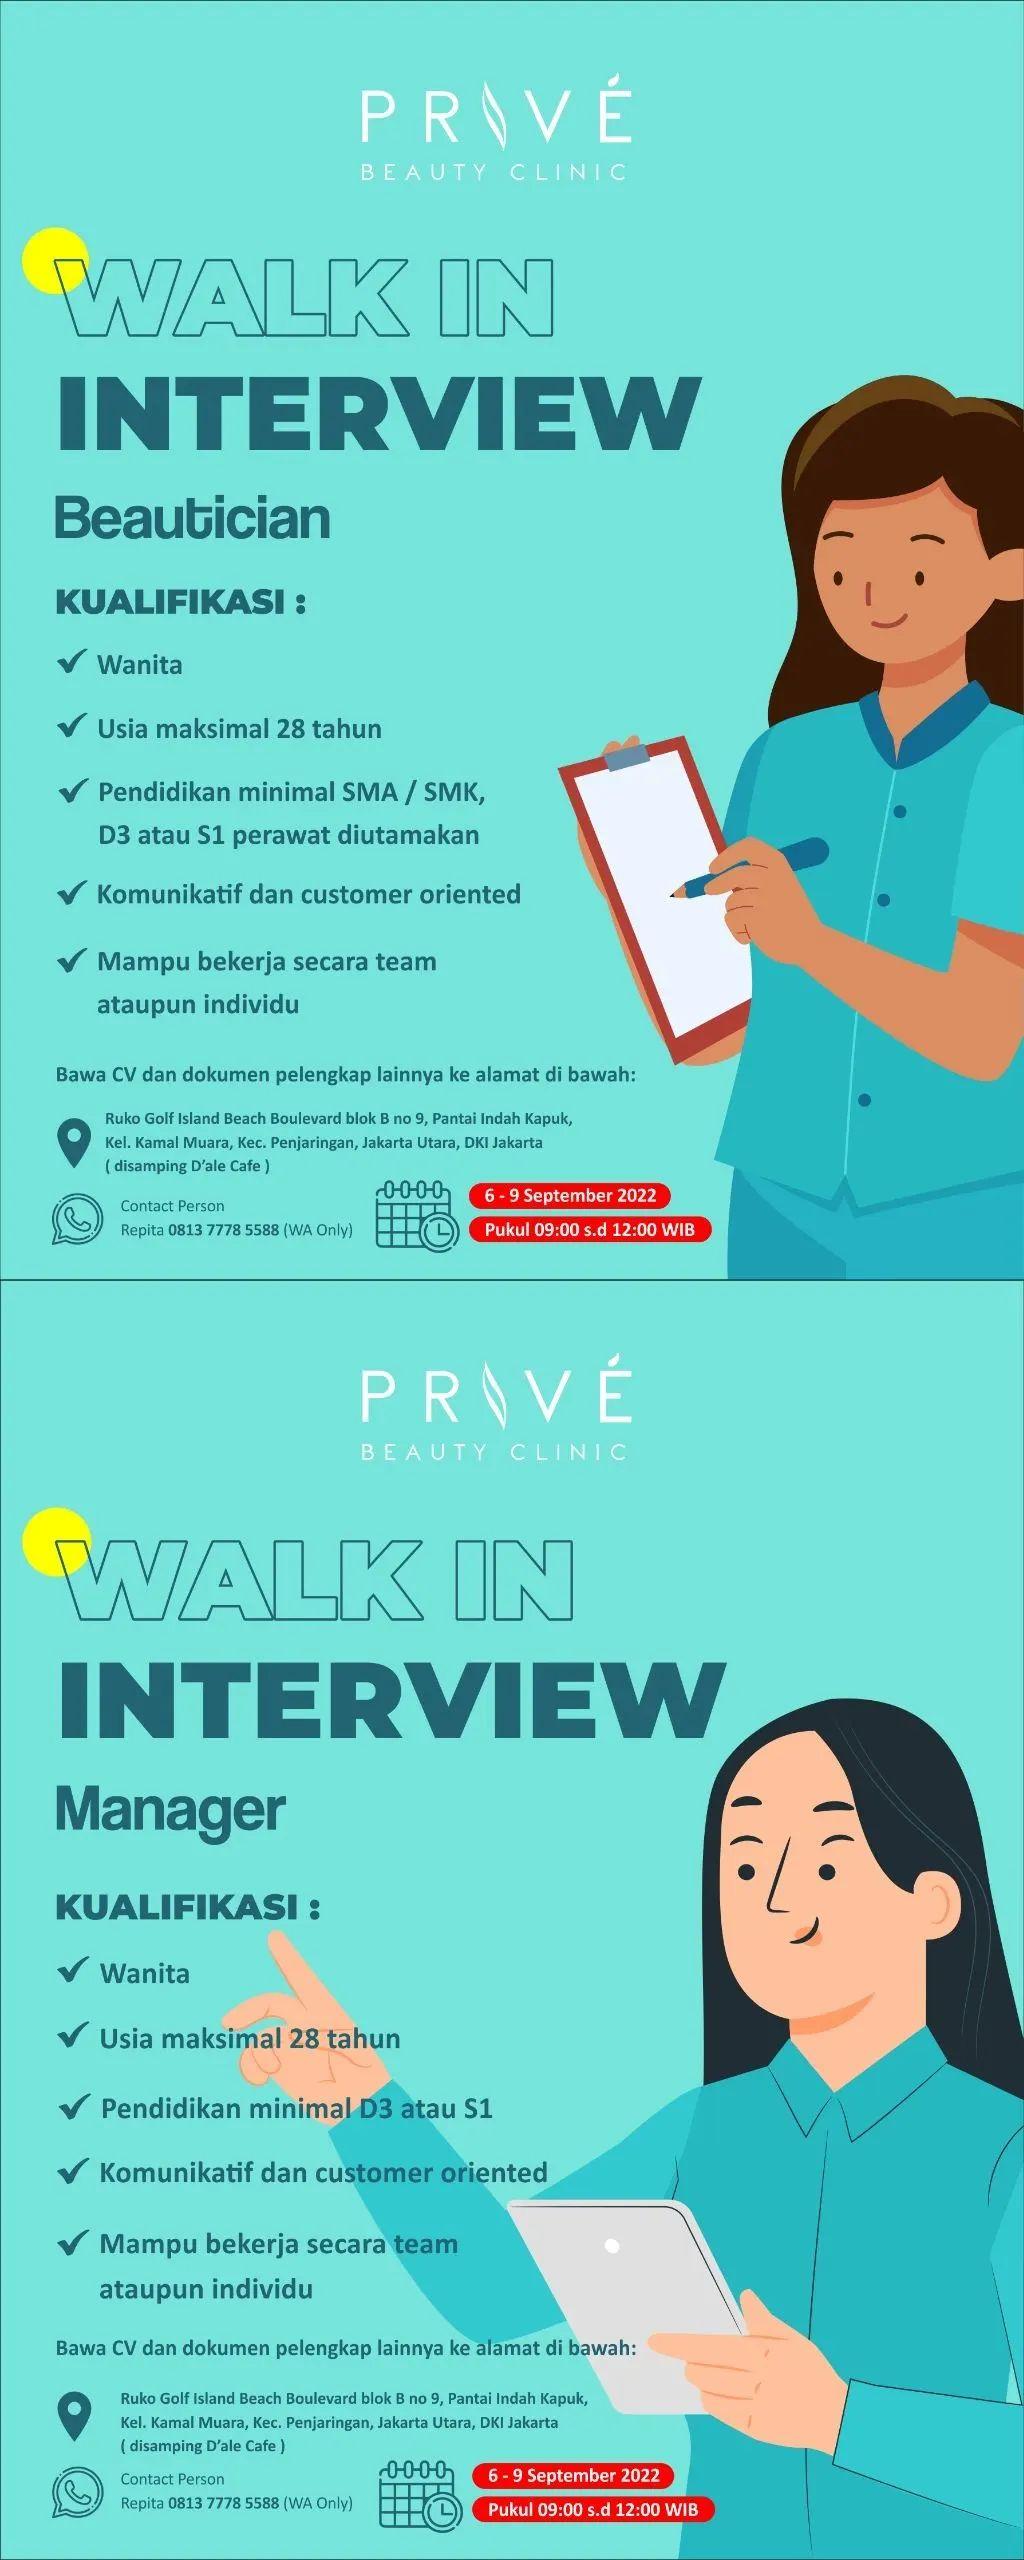 PRIVÉ
BEAUTY CLINIC
WALK IN
INTERVIEW
Beautician
KUALIFIKASI :
Wanita
Usia maksimal 28 tahun
Pendidikan minimal SMA / SMK,
D3 atau S1 perawat diutamakan
Komunikatif dan customer oriented
Mampu bekerja secara team
ataupun individu
Bawa CV dan dokumen pelengkap lainnya ke alamat di bawah:
Ruko Golf Island Beach Boulevard blok B no 9, Pantai Indah Kapuk,
Kel. Kamal Muara, Kec. Penjaringan, Jakarta Utara, DKI Jakarta
( disamping D'ale Cafe )
Contact Person
Repita 0813 7778 5588 (WA Only)
6 - 9 September 2022
Pukul 09:00 s.d 12:00 WIB
PRIVÉ
BEAUTY CLINIC
WALK IN
INTERVIEW
Manager
KUALIFIKASI :
Wanita
Usia maksimal 28 tahun
Pendidikan minimal D3 atau S1
Komunikatif dan customer oriented
Mampu bekerja secara team
ataupun individu
Bawa CV dan dokumen pelengkap lainnya ke alamat di bawah:
Ruko Golf Island Beach Boulevard blok B no 9, Pantai Indah Kapuk,
Kel. Kamal Muara, Kec. Penjaringan, Jakarta Utara, DKI Jakarta
( disamping D'ale Cafe )
Contact Person
Repita 0813 7778 5588 (WA Only)
6 - 9 September 2022
Pukul 09:00 s.d 12:00 WIB